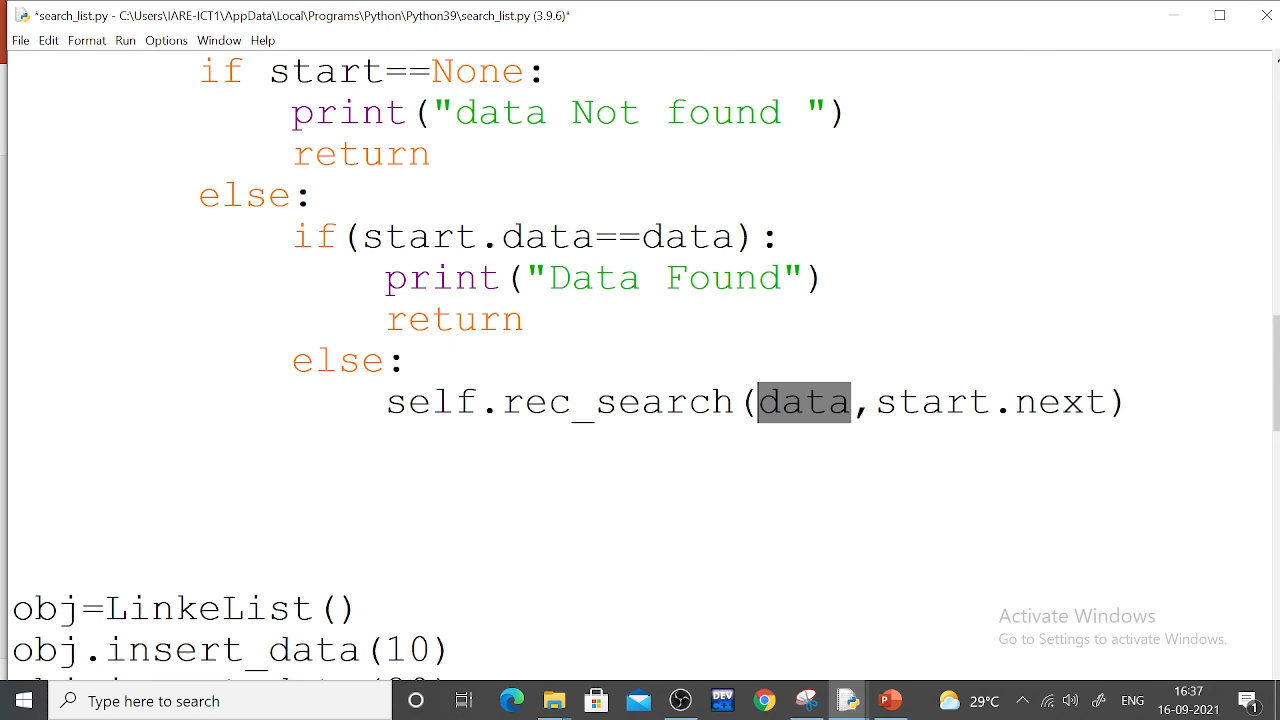 *search_list.py - C:\Users\IARE-ICT1\AppData\Local\Programs\Python\Python39\search_list.py (3.9.6)*
File Edit Format Run Options Window Help
if start==None:
print("data Not found ")
return
else:
if(start.data==data):
print("Data Found")
return
else:
self.rec_search(data,start.next)
obj=LinkeList()
obj.insert_data(10)
Activate Windows
Go to Settings to activate Windows.
Type here to search
DEV C++
29°C
ENG
16:37
16-09-2021
1